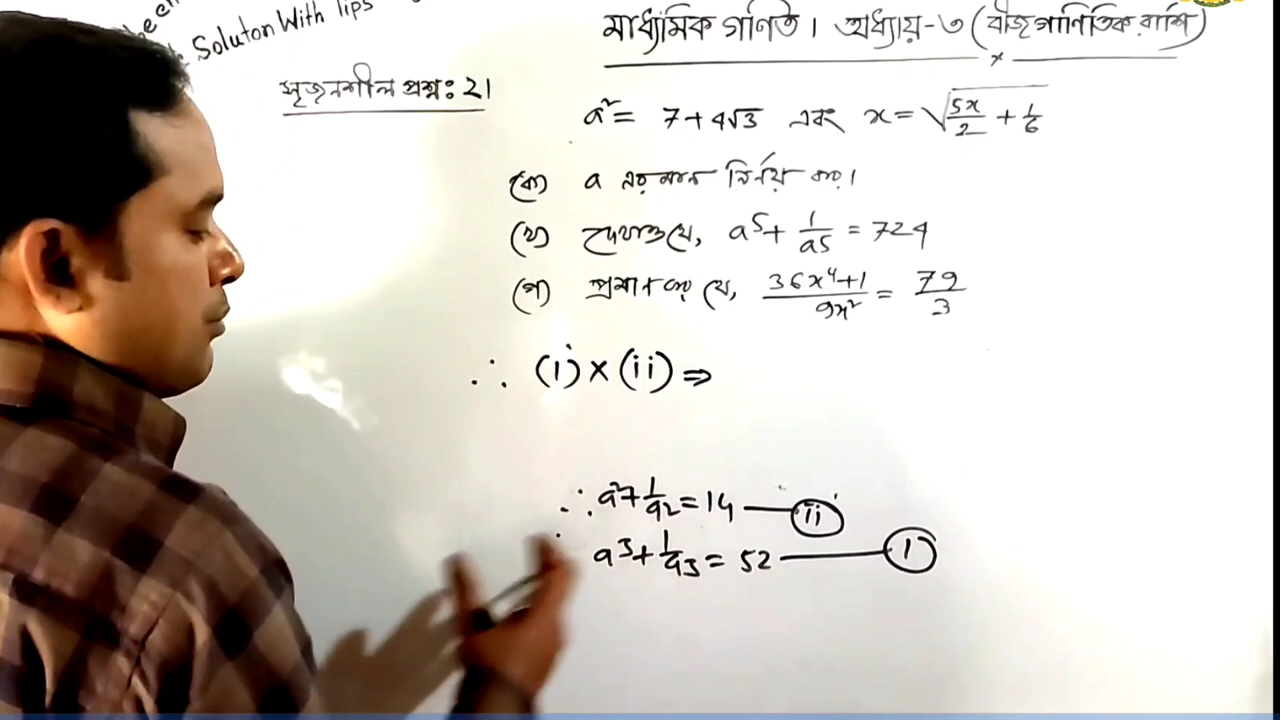 Soluton With tips
মাধ্যমিক গণিত। অধ্যায়-৩ (বীজগাণিতিক রাশি)
সৃজনশীল প্রশ্ন: 21
a² = 7+4√3 এবং x = √(5x/2 + 1/6)
(ক) a এর মান নির্ণয় কর।
(খ) দেখাও যে, a⁵ + 1/a⁵ = 724
(গ) প্রমাণ কর যে, (36x⁴+1)/(9x²) = 79/3
∴ (i) × (ii) ⇒
∴ a²+1/a² = 14 — (ii)
a³+1/a³ = 52 — (i)